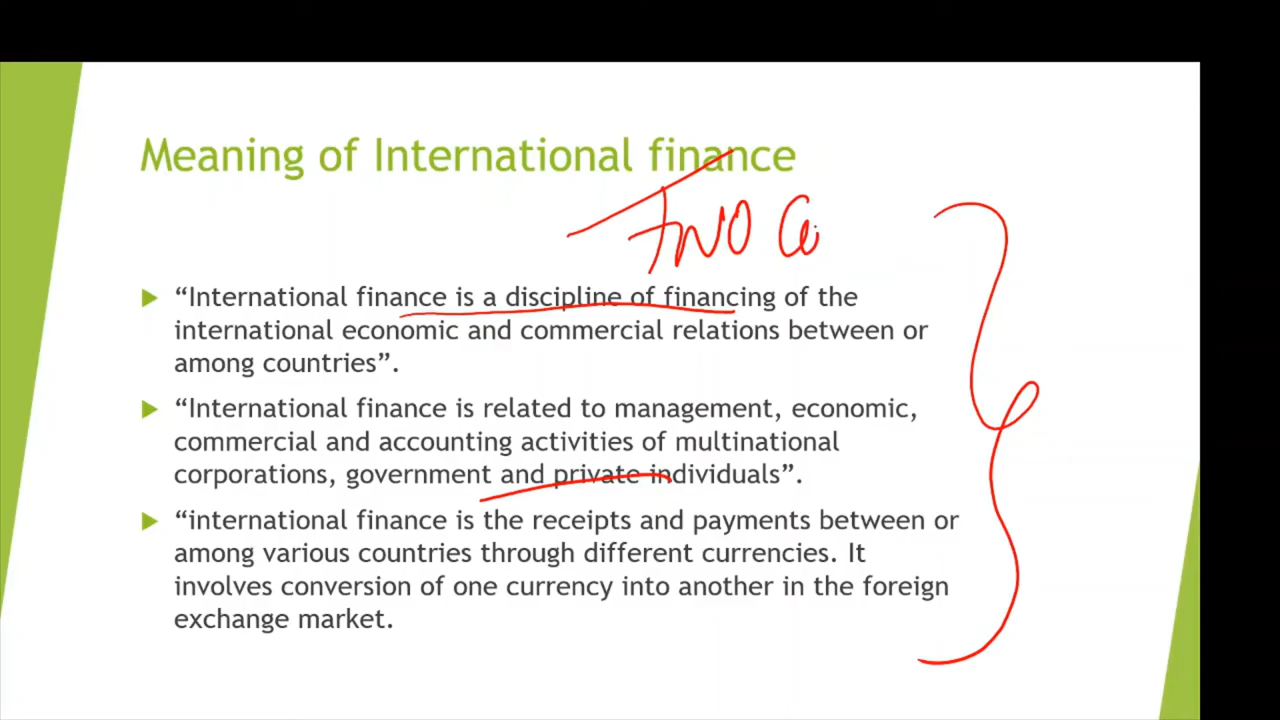 Meaning of International finance
Two
“International finance is a discipline of financing of the
international economic and commercial relations between or
among countries”.
“International finance is related to management, economic,
commercial and accounting activities of multinational
corporations, government and private individuals”.
“international finance is the receipts and payments between or
among various countries through different currencies. It
involves conversion of one currency into another in the foreign
exchange market.